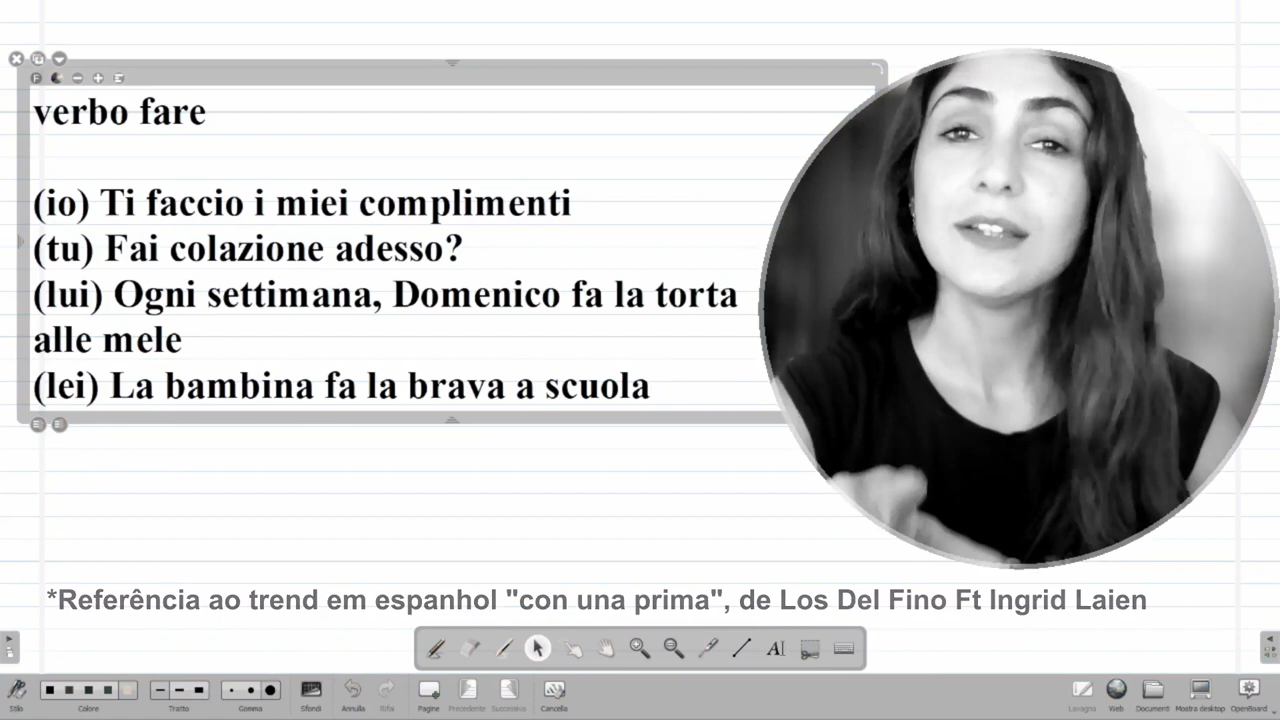 verbo fare
(io) Ti faccio i miei complimenti
(tu) Fai colazione adesso?
(lui) Ogni settimana, Domenico fa la torta
alle mele
(lei) La bambina fa la brava a scuola
*Referência ao trend em espanhol "con una prima", de Los Del Fino Ft Ingrid Laien
Stilo Colore Tratto Gomma Sfondi Annulla Rifai Pagine Precedente Successiva Cancella Lavagna Web Documenti Mostra desktop OpenBoard